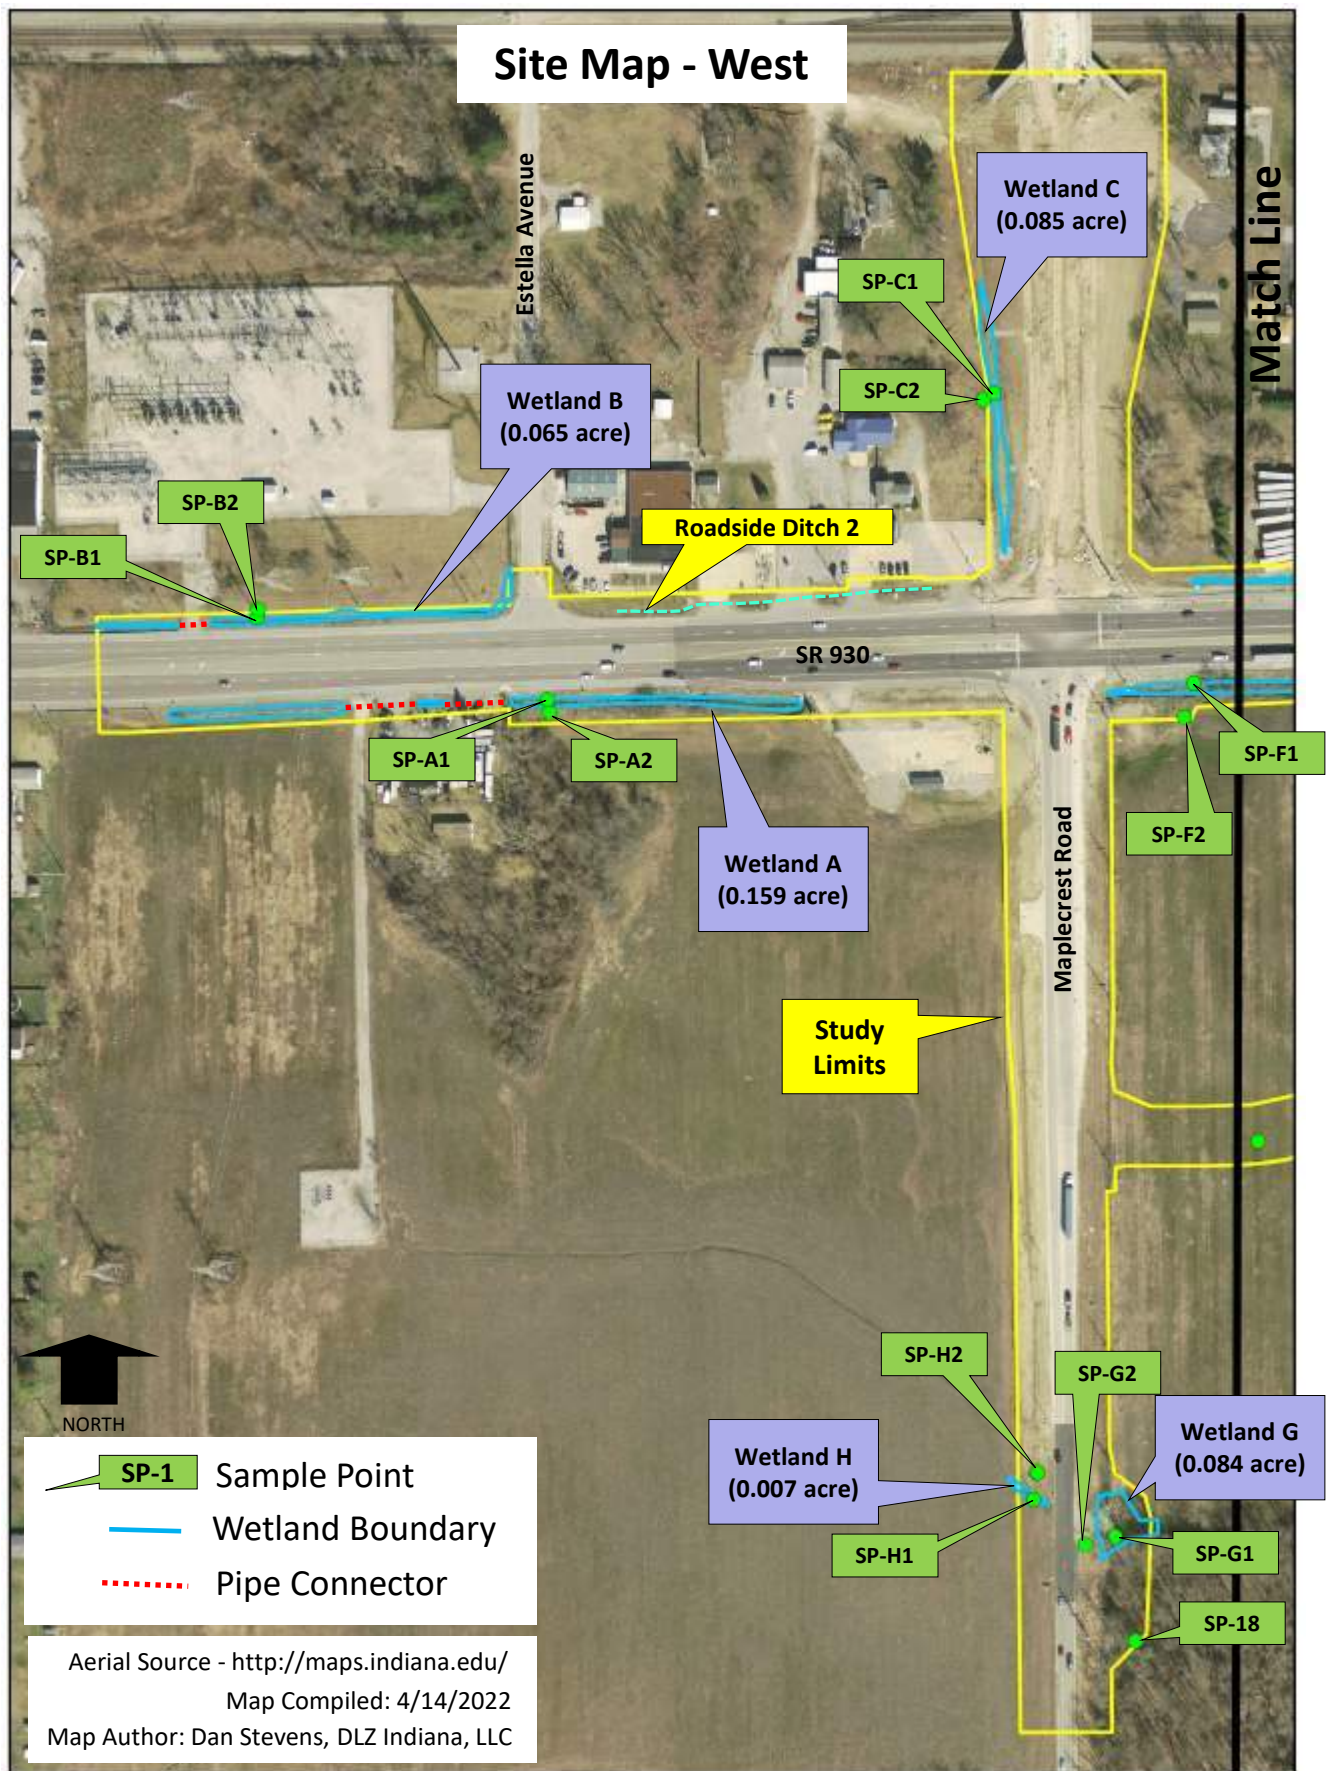 Site Map - West
Estella Avenue
Wetland C
(0.085 acre)
Match Line
SP-C1
SP-C2
Wetland B
(0.065 acre)
SP-B2
Roadside Ditch 2
SP-B1
SR 930
SP-A1
SP-A2
SP-F1
SP-F2
Wetland A
(0.159 acre)
Maplecrest Road
Study
Limits
SP-H2
SP-G2
NORTH
Wetland H
(0.007 acre)
Wetland G
(0.084 acre)
SP-H1
SP-G1
SP-18
SP-1 Sample Point
Wetland Boundary
Pipe Connector
Aerial Source - http://maps.indiana.edu/
Map Compiled: 4/14/2022
Map Author: Dan Stevens, DLZ Indiana, LLC